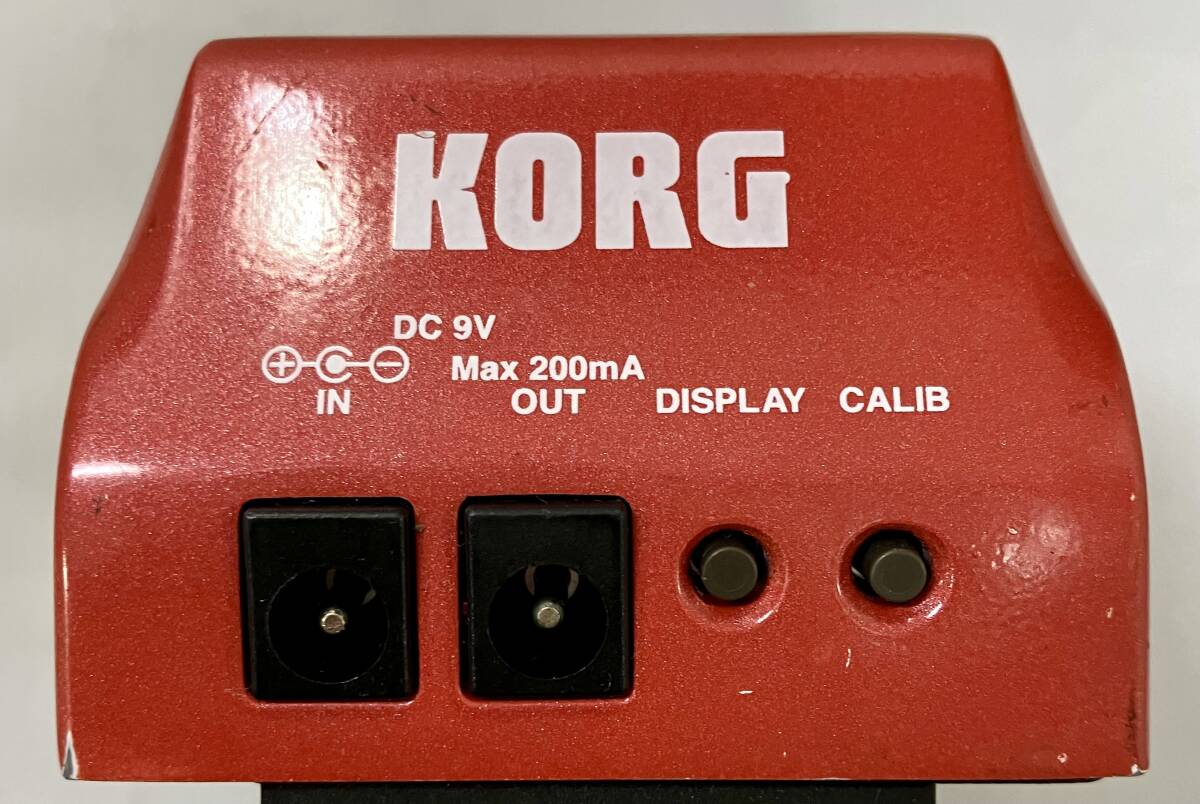 KORG
DC 9V
Max 200mA
IN OUT DISPLAY CALIB